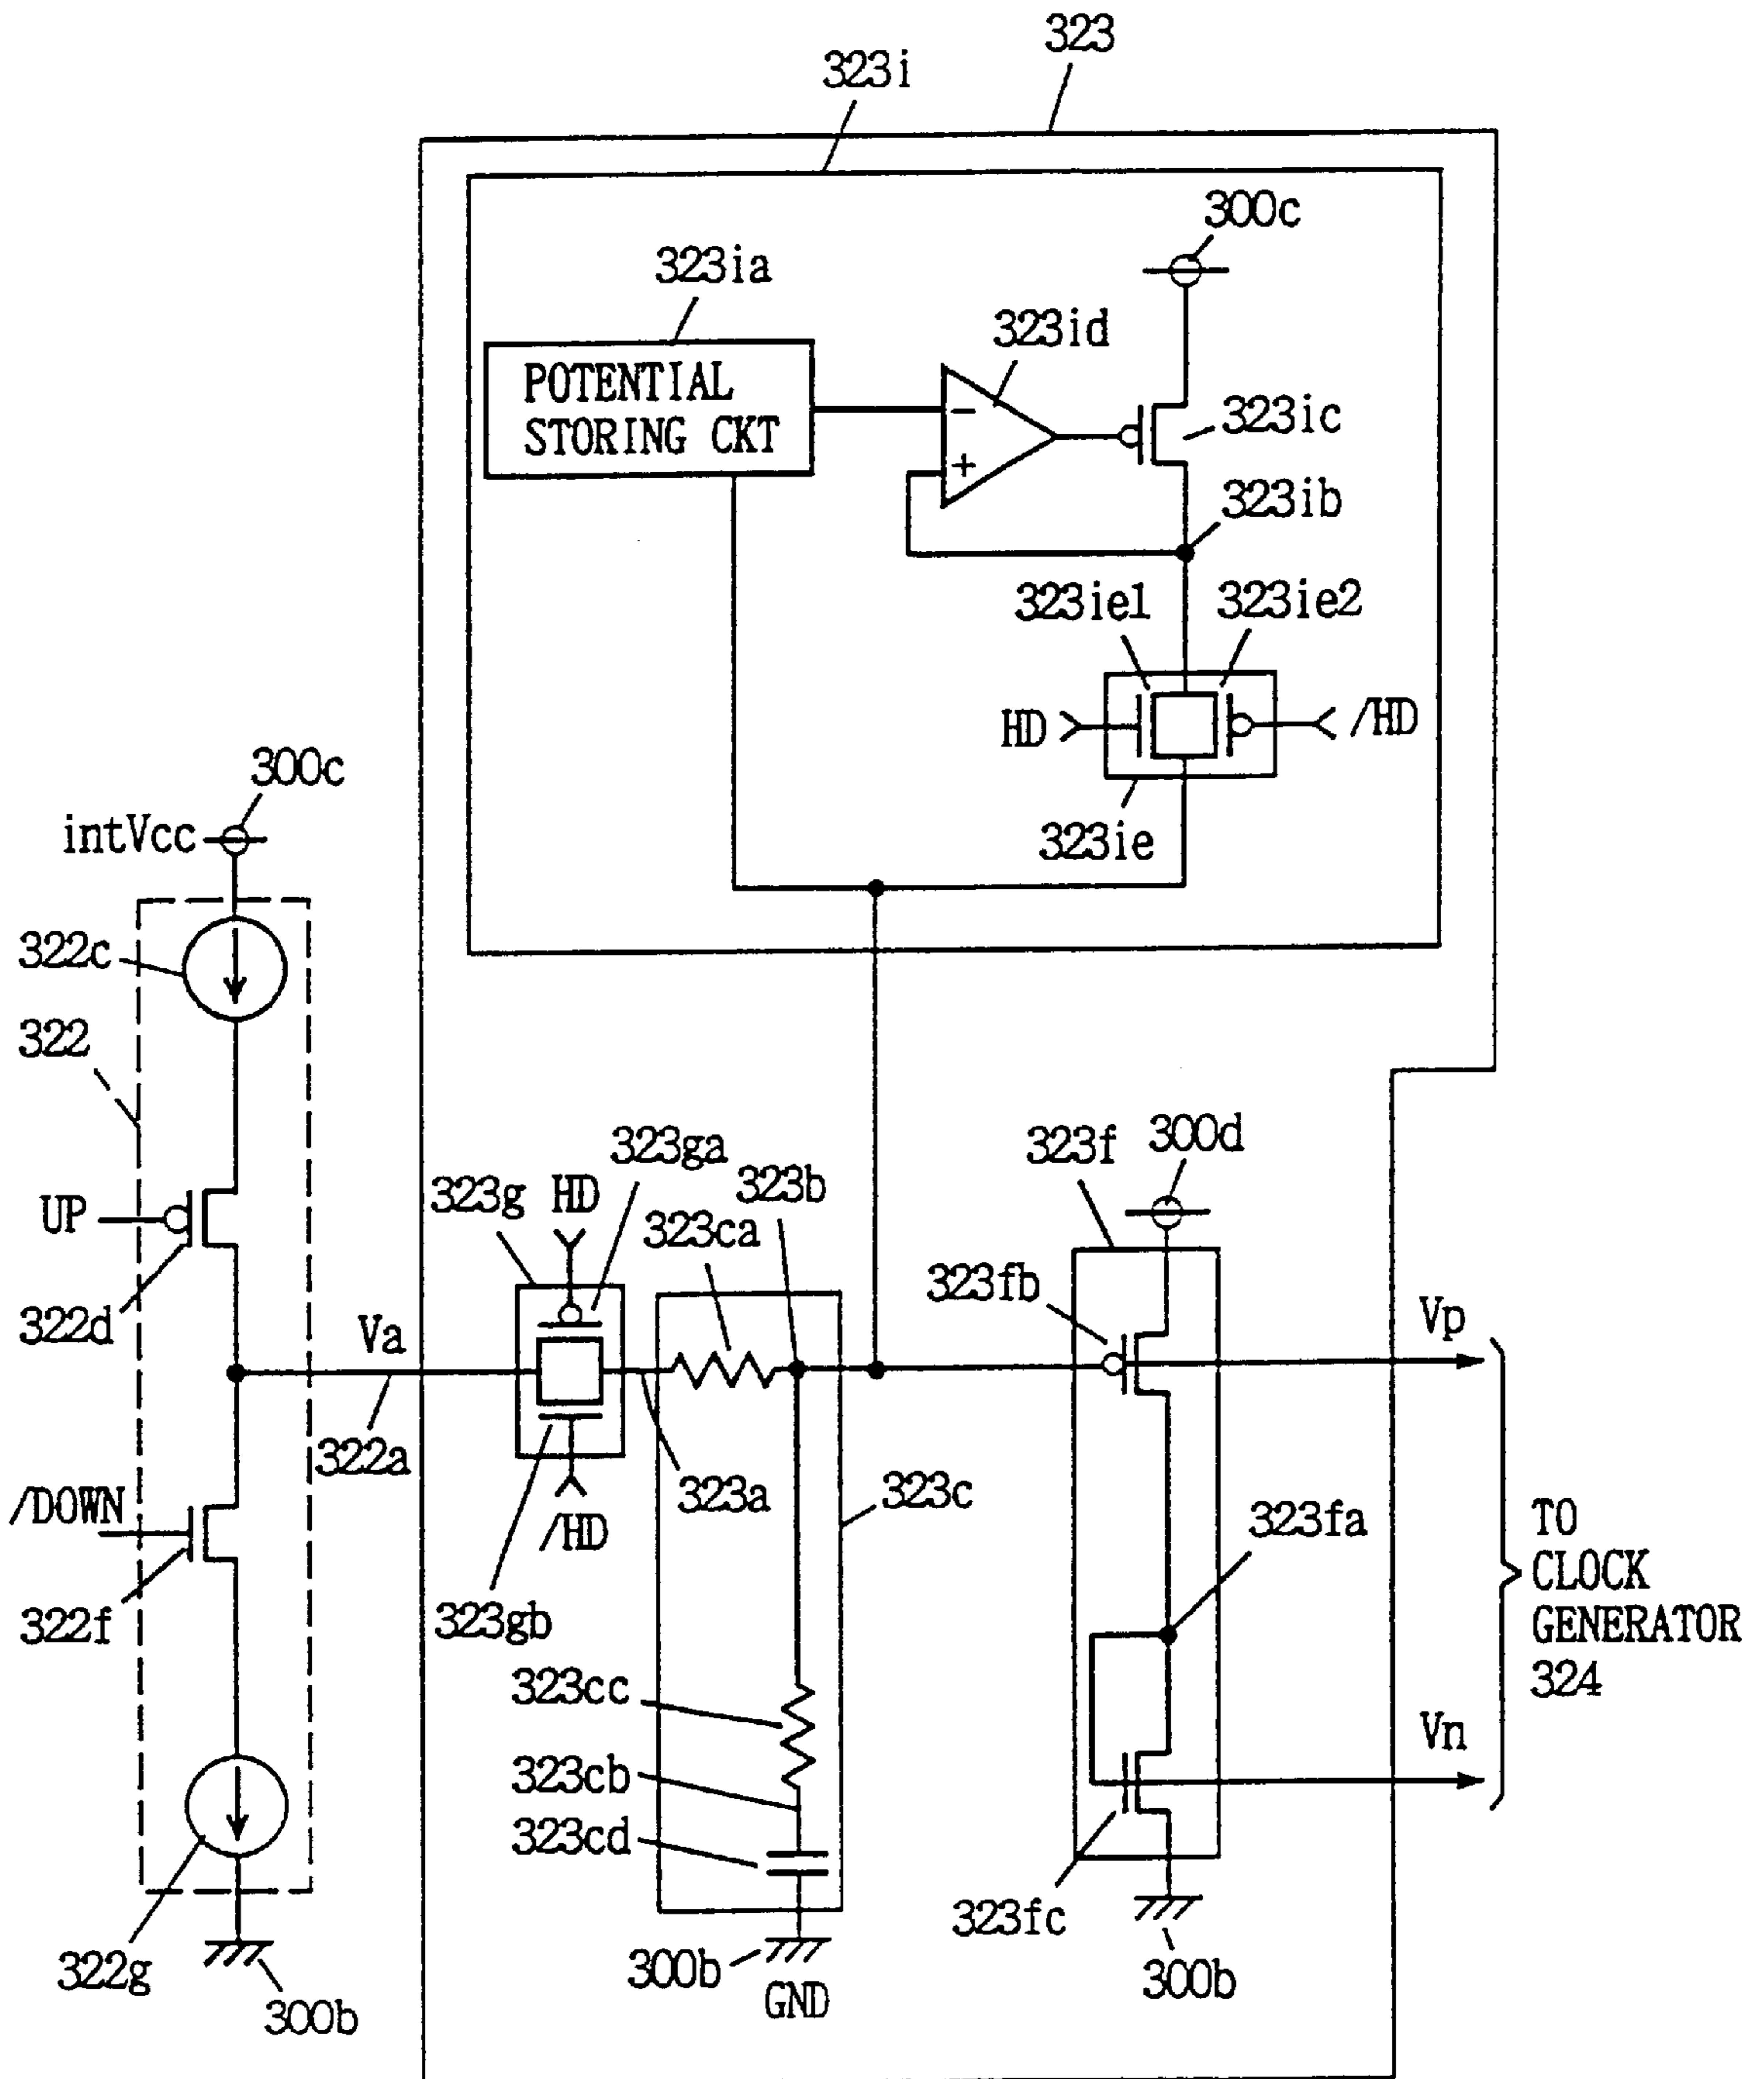 323
323i
300c
323ia
323id
POTENTIAL
STORING CKT
−
+
323ic
323ib
323ie1
323ie2
HD
/HD
323ie
300c
intVcc
322c
322
UP
322d
Va
322a
/DOWN
322f
322g
300b
323g
HD
323ga
323ca
323b
/HD
323gb
323a
323c
323cc
323cb
323cd
300b
GND
323f
300d
323fb
Vp
323fa
Vn
323fc
300b
TO
CLOCK
GENERATOR
324